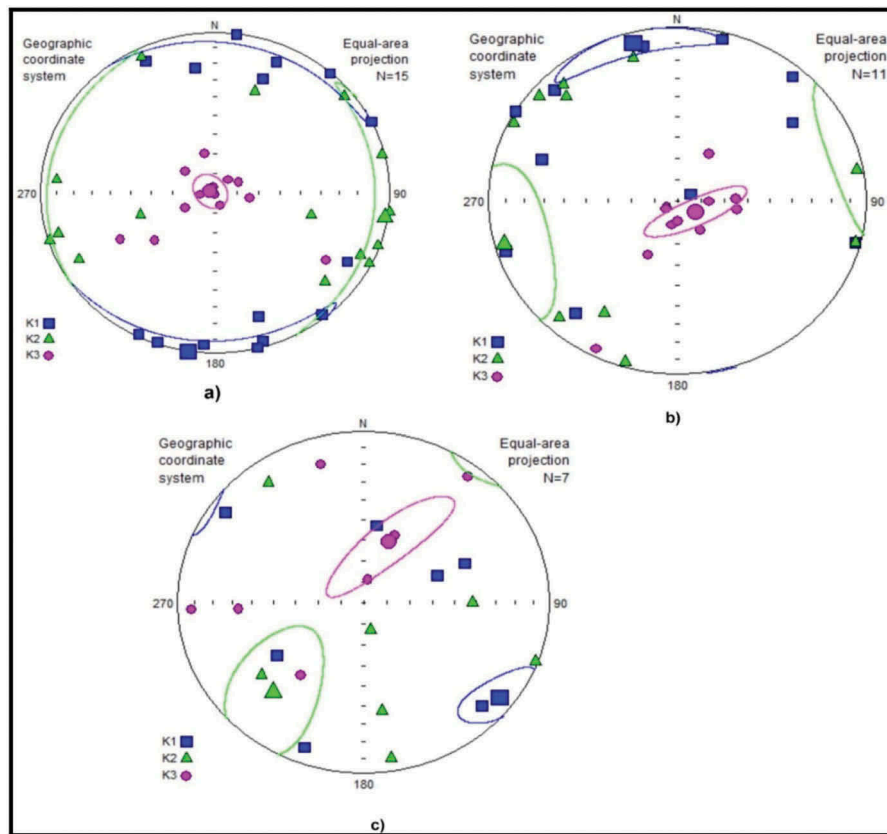 N
Geographic
coordinate
system
Equal-area
projection
N=15
270
90
K1
K2
K3
180
a)
N
Geographic
coordinate
system
Equal-area
projection
N=11
270
90
K1
K2
K3
180
b)
N
Geographic
coordinate
system
Equal-area
projection
N=7
270
90
K1
K2
K3
180
c)